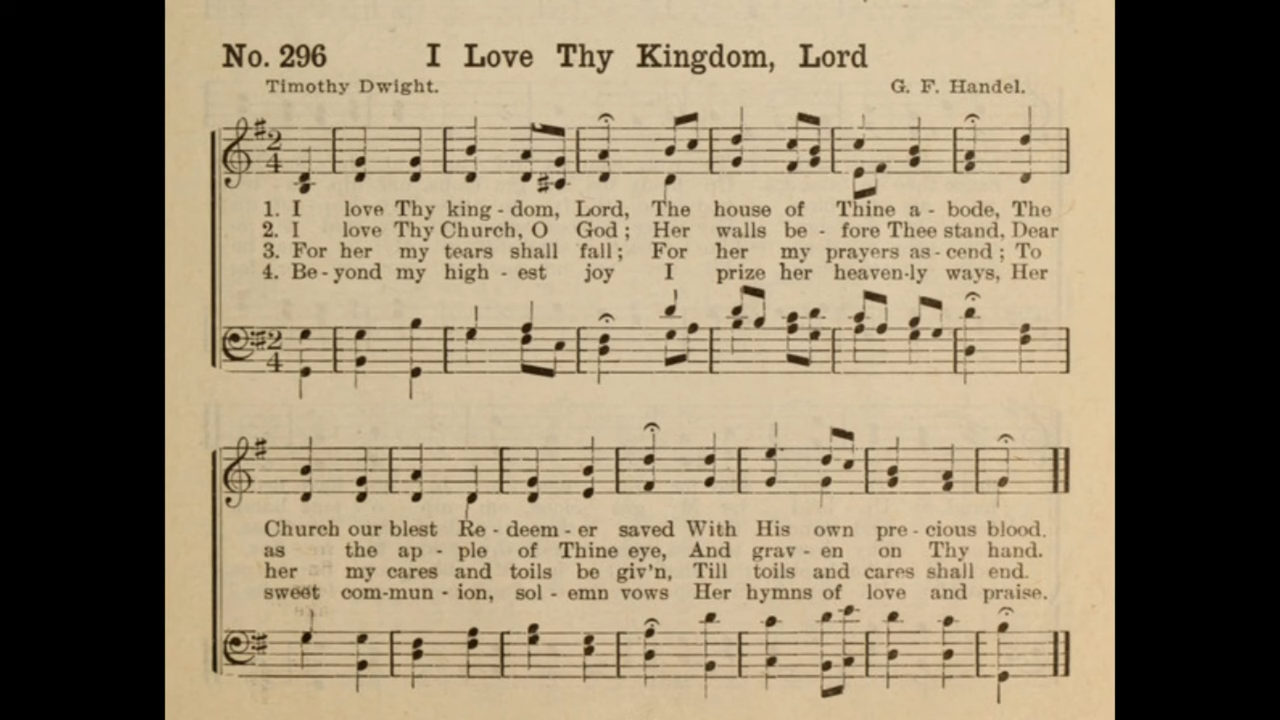 No. 296 I Love Thy Kingdom, Lord
Timothy Dwight. G. F. Handel.
2
4
1. I love Thy king - dom, Lord, The house of Thine a - bode, The
2. I love Thy Church, O God; Her walls be - fore Thee stand, Dear
3. For her my tears shall fall; For her my prayers as - cend; To
4. Be - yond my high - est joy I prize her heaven-ly ways, Her
2
4
Church our blest Re - deem - er saved With His own pre - cious blood.
as the ap - ple of Thine eye, And grav - en on Thy hand.
her my cares and toils be giv'n, Till toils and cares shall end.
sweet com-mun - ion, sol - emn vows Her hymns of love and praise.